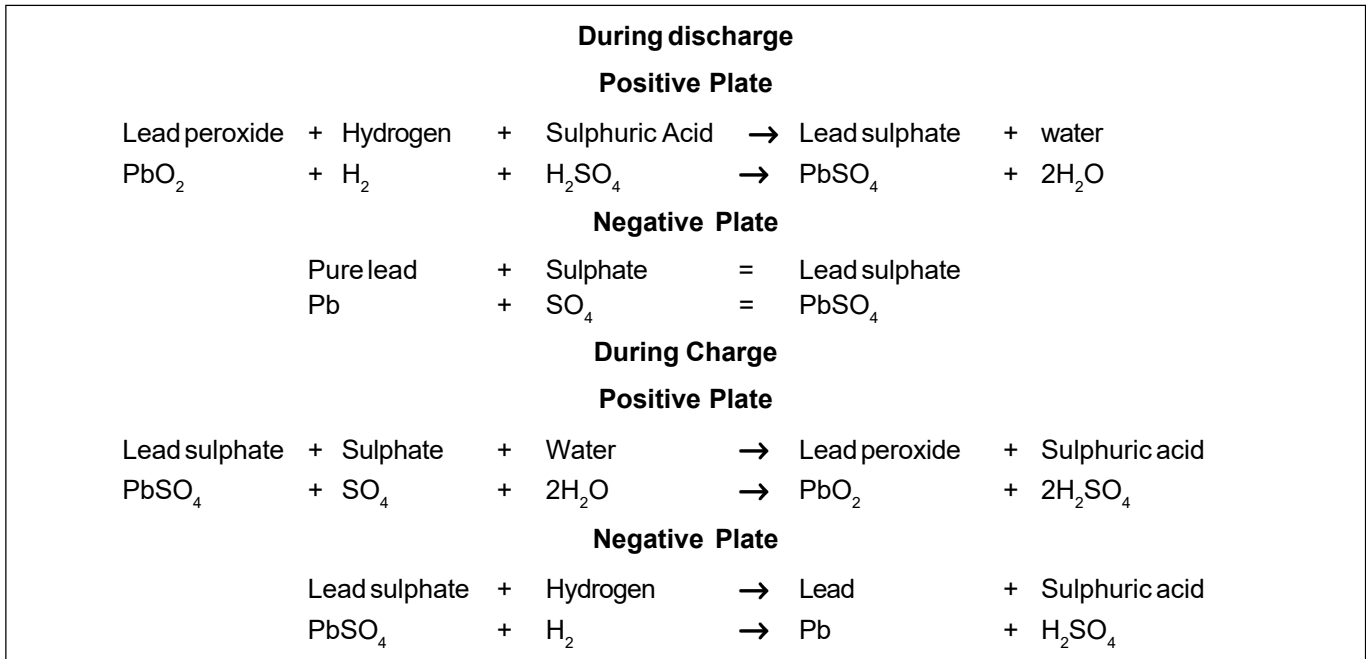 During discharge
Positive Plate
Lead peroxide + Hydrogen + Sulphuric Acid → Lead sulphate + water
PbO₂ + H₂ + H₂SO₄ → PbSO₄ + 2H₂O
Negative Plate
Pure lead + Sulphate = Lead sulphate
Pb + SO₄ = PbSO₄
During Charge
Positive Plate
Lead sulphate + Sulphate + Water → Lead peroxide + Sulphuric acid
PbSO₄ + SO₄ + 2H₂O → PbO₂ + 2H₂SO₄
Negative Plate
Lead sulphate + Hydrogen → Lead + Sulphuric acid
PbSO₄ + H₂ → Pb + H₂SO₄